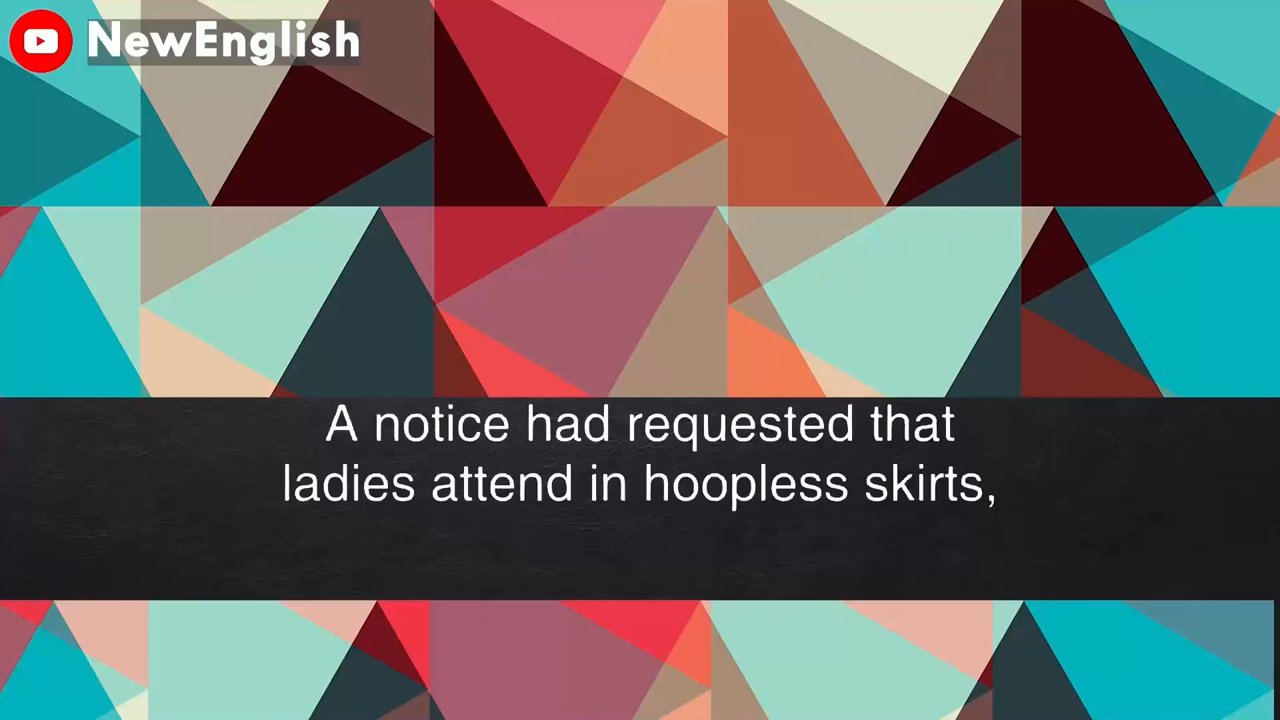 NewEnglish
A notice had requested that
ladies attend in hoopless skirts,